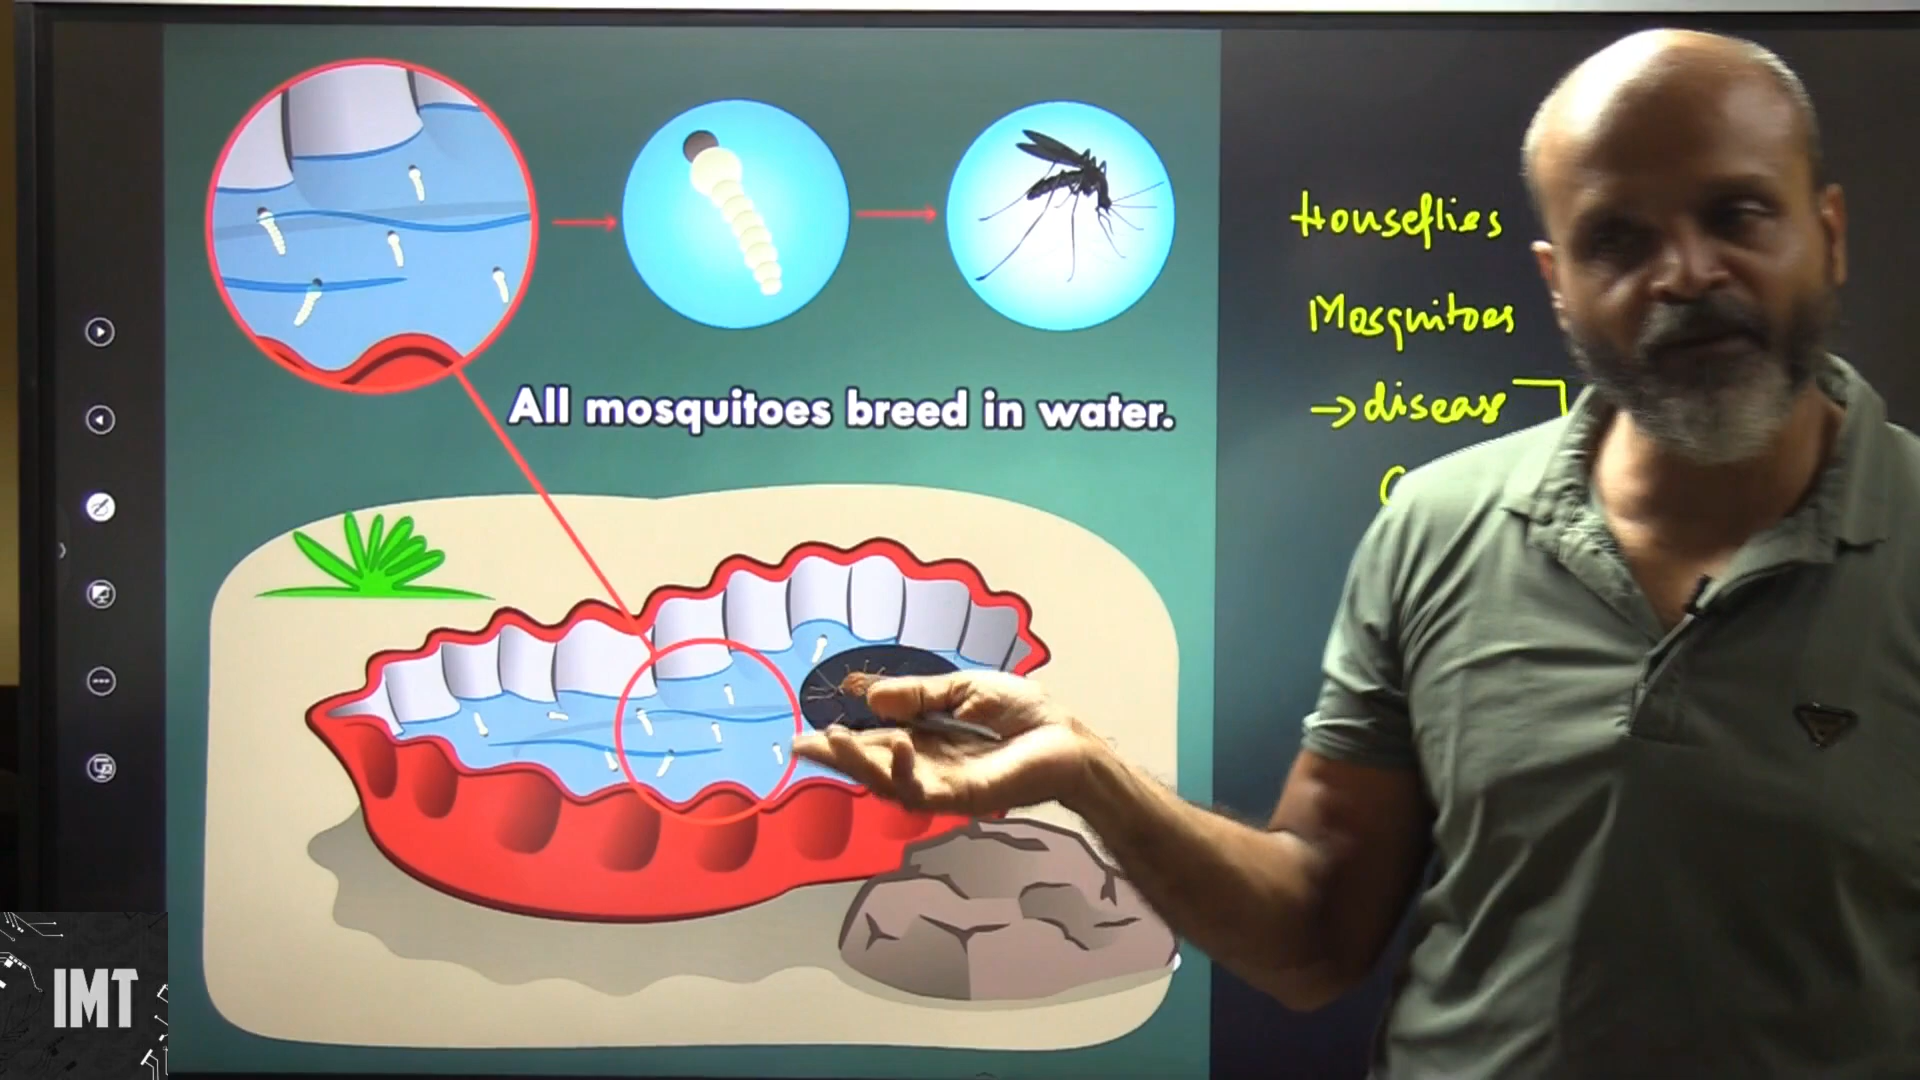 All mosquitoes breed in water.
Houseflies
Mosquitoes
→ disease
IMT